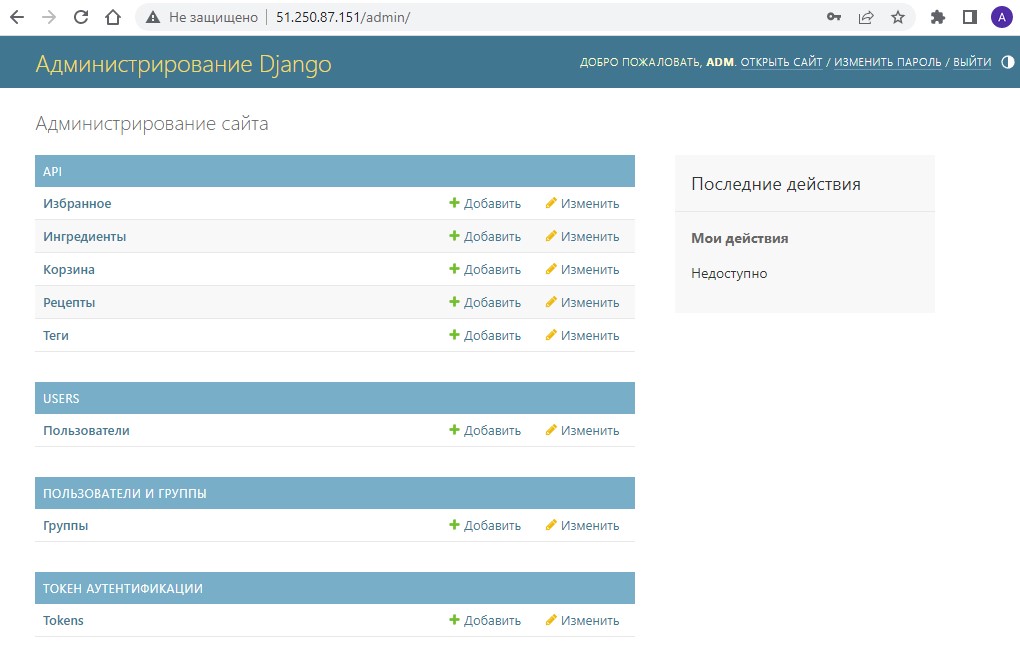 Не защищено 51.250.87.151/admin/ A
Администрирование Django
ДОБРО ПОЖАЛОВАТЬ, ADM. ОТКРЫТЬ САЙТ / ИЗМЕНИТЬ ПАРОЛЬ / ВЫЙТИ
Администрирование сайта
API
Избранное Добавить Изменить
Ингредиенты Добавить Изменить
Корзина Добавить Изменить
Рецепты Добавить Изменить
Теги Добавить Изменить
USERS
Пользователи Добавить Изменить
ПОЛЬЗОВАТЕЛИ И ГРУППЫ
Группы Добавить Изменить
ТОКЕН АУТЕНТИФИКАЦИИ
Tokens Добавить Изменить
Последние действия
Мои действия
Недоступно